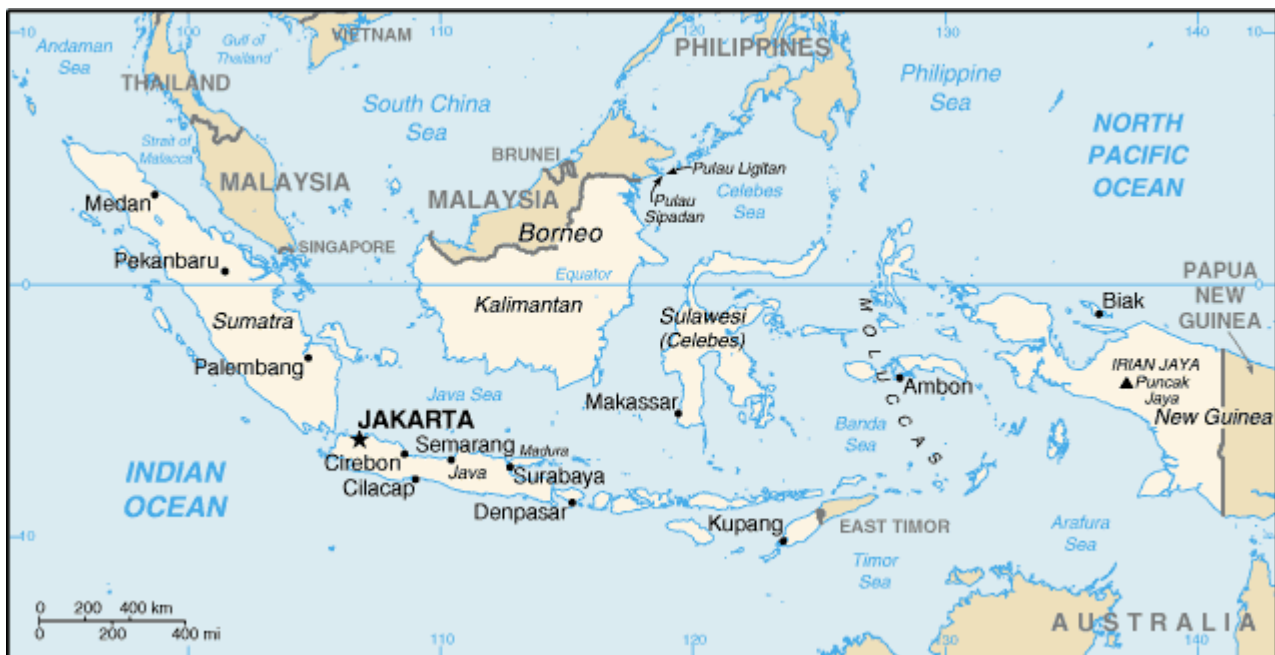 10
100
120
130
140
10
Andaman
Sea
Gulf of
Thailand
VIETNAM
PHILIPPINES
THAILAND
South China
Sea
Philippine
Sea
NORTH
PACIFIC
OCEAN
Strait of
Malacca
BRUNEI
Pulau Ligitan
MALAYSIA
MALAYSIA
Celebes
Sea
Pulau
Sipadan
Medan
Borneo
SINGAPORE
Pekanbaru
Equator
PAPUA
NEW
GUINEA
0
0
Kalimantan
Biak
Sumatra
Sulawesi
(Celebes)
MOLUCCAS
Palembang
IRIAN JAYA
Puncak
Jaya
Ambon
Java Sea
Makassar
New Guinea
JAKARTA
Banda
Sea
Semarang
Madura
Cirebon
Java
Surabaya
INDIAN
OCEAN
Cilacap
Denpasar
Kupang
EAST TIMOR
Arafura
Sea
10
10
Timor
Sea
0 200 400 km
0 200 400 mi
AUSTRALIA
110
120
130
140